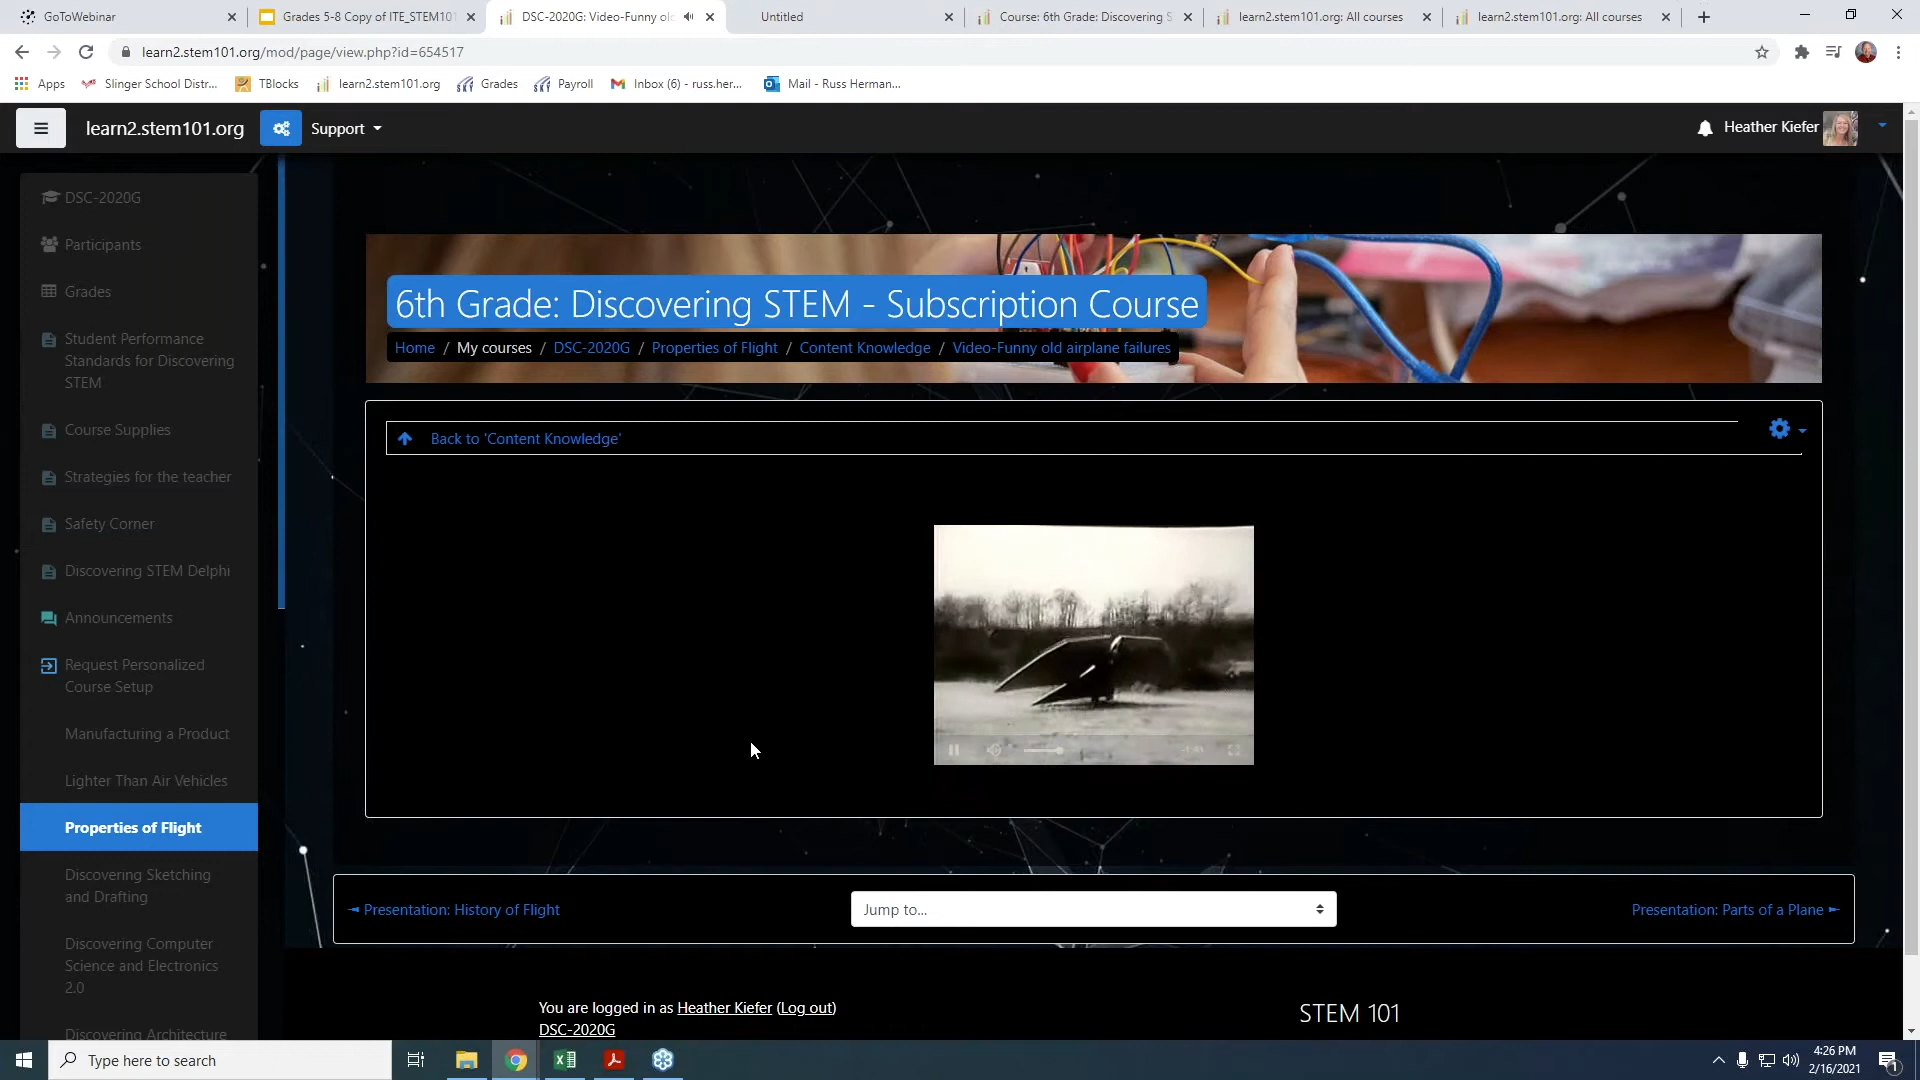 GoToWebinar
Grades 5-8 Copy of ITE_STEM101
DSC-2020G: Video-Funny ol
Untitled
Course: 6th Grade: Discovering S
learn2.stem101.org: All courses
learn2.stem101.org: All courses
learn2.stem101.org/mod/page/view.php?id=654517
Apps
Slinger School Distr...
TBlocks
learn2.stem101.org
Grades
Payroll
Inbox (6) - russ.her...
Mail - Russ Herman...
learn2.stem101.org
Support
Heather Kiefer
DSC-2020G
Participants
Grades
Student Performance
Standards for Discovering
STEM
Course Supplies
Strategies for the teacher
Safety Corner
Discovering STEM Delphi
Announcements
Request Personalized
Course Setup
Manufacturing a Product
Lighter Than Air Vehicles
Properties of Flight
Discovering Sketching
and Drafting
Discovering Computer
Science and Electronics
2.0
Discovering Architecture
6th Grade: Discovering STEM - Subscription Course
Home / My courses / DSC-2020G / Properties of Flight / Content Knowledge / Video-Funny old airplane failures
Back to 'Content Knowledge'
◄ Presentation: History of Flight
Jump to...
Presentation: Parts of a Plane ►
You are logged in as Heather Kiefer (Log out)
DSC-2020G
STEM 101
Type here to search
4:26 PM
2/16/2021
1